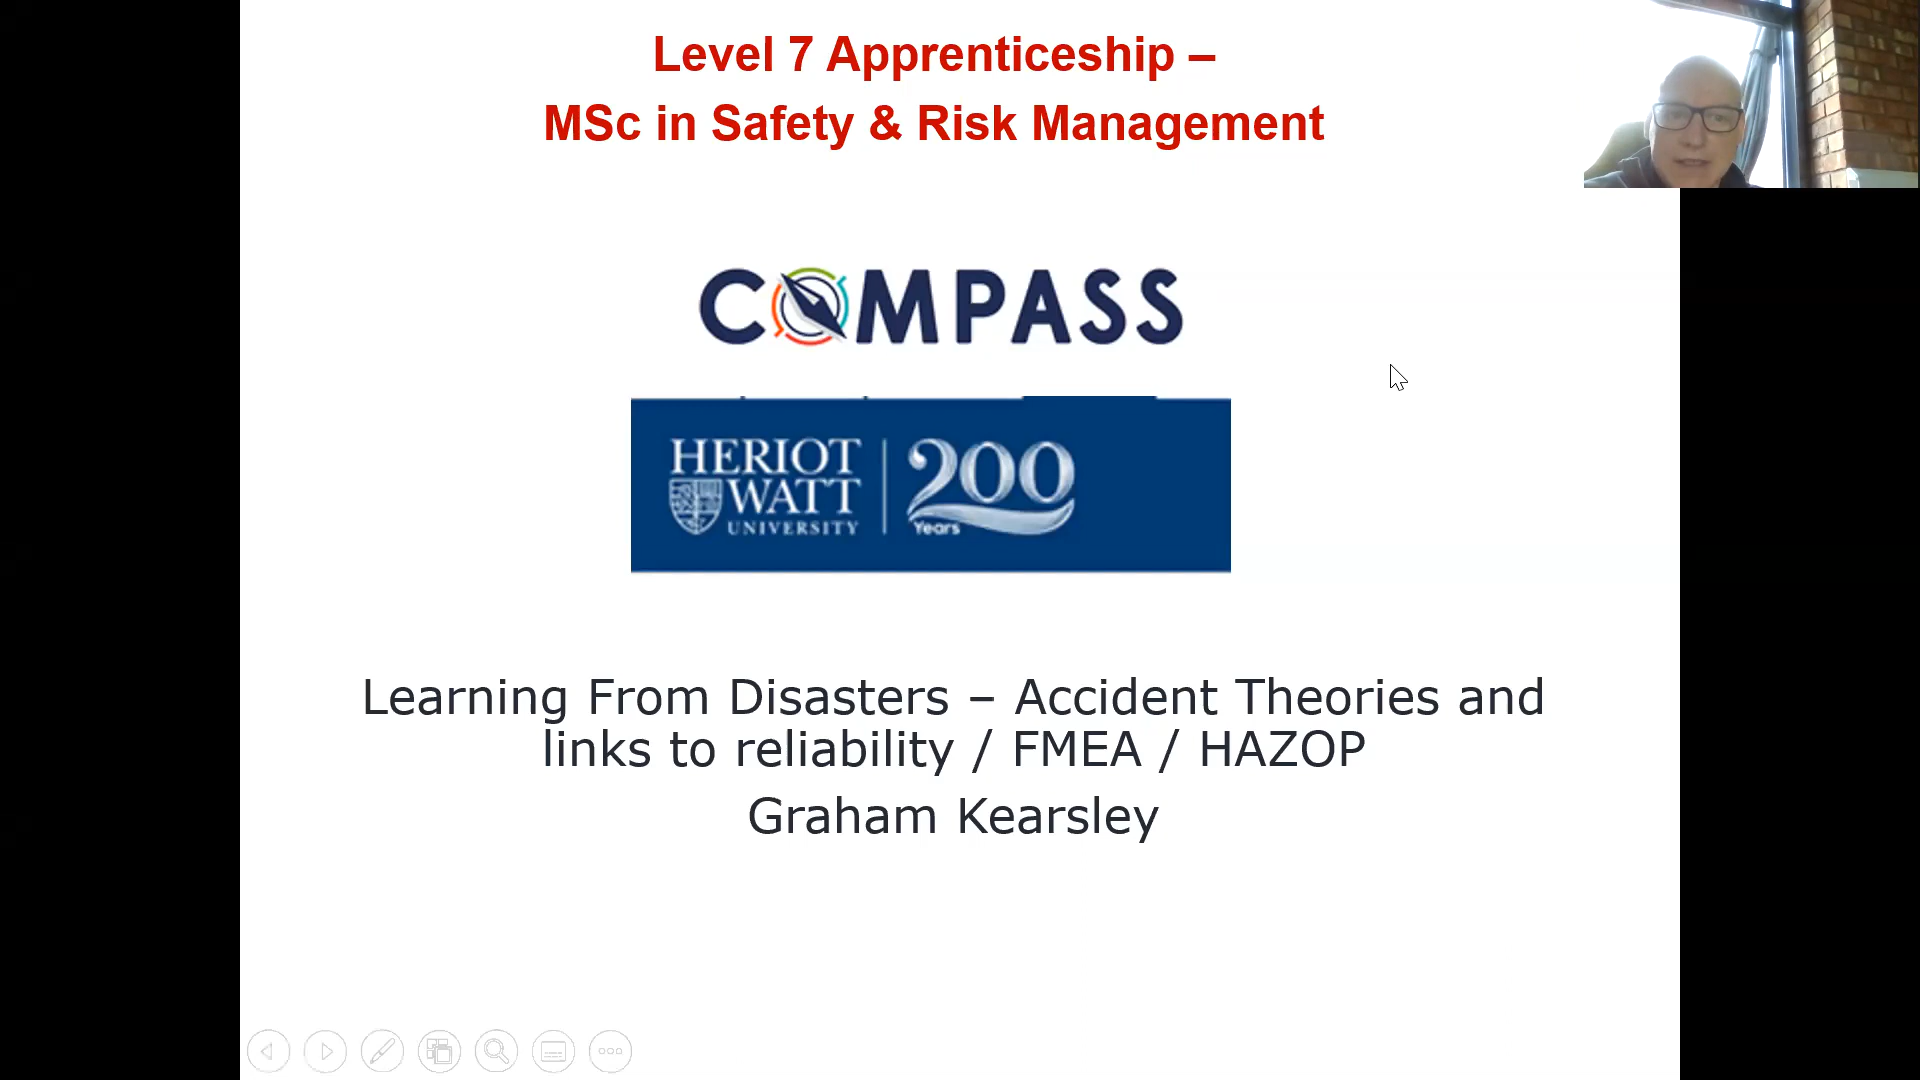 Level 7 Apprenticeship –
MSc in Safety & Risk Management
COMPASS
HERIOT
WATT
UNIVERSITY
200
Years
Learning From Disasters – Accident Theories and
links to reliability / FMEA / HAZOP
Graham Kearsley